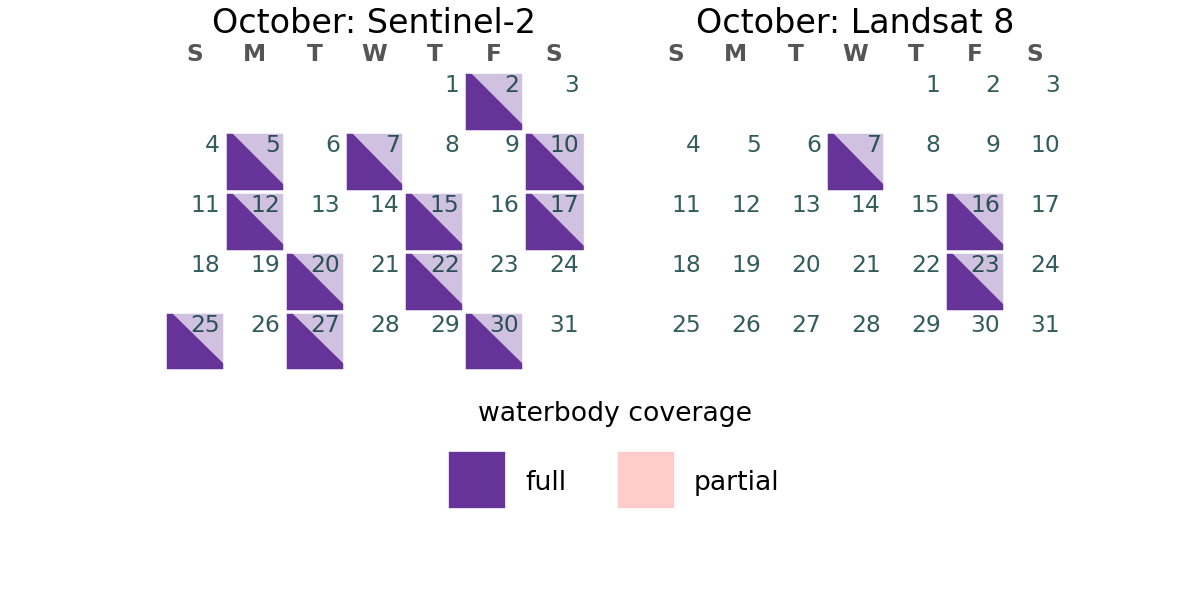 October: Sentinel-2
S M T W T F S
1 2 3
4 5 6 7 8 9 10
11 12 13 14 15 16 17
18 19 20 21 22 23 24
25 26 27 28 29 30 31
October: Landsat 8
S M T W T F S
1 2 3
4 5 6 7 8 9 10
11 12 13 14 15 16 17
18 19 20 21 22 23 24
25 26 27 28 29 30 31
waterbody coverage
full partial